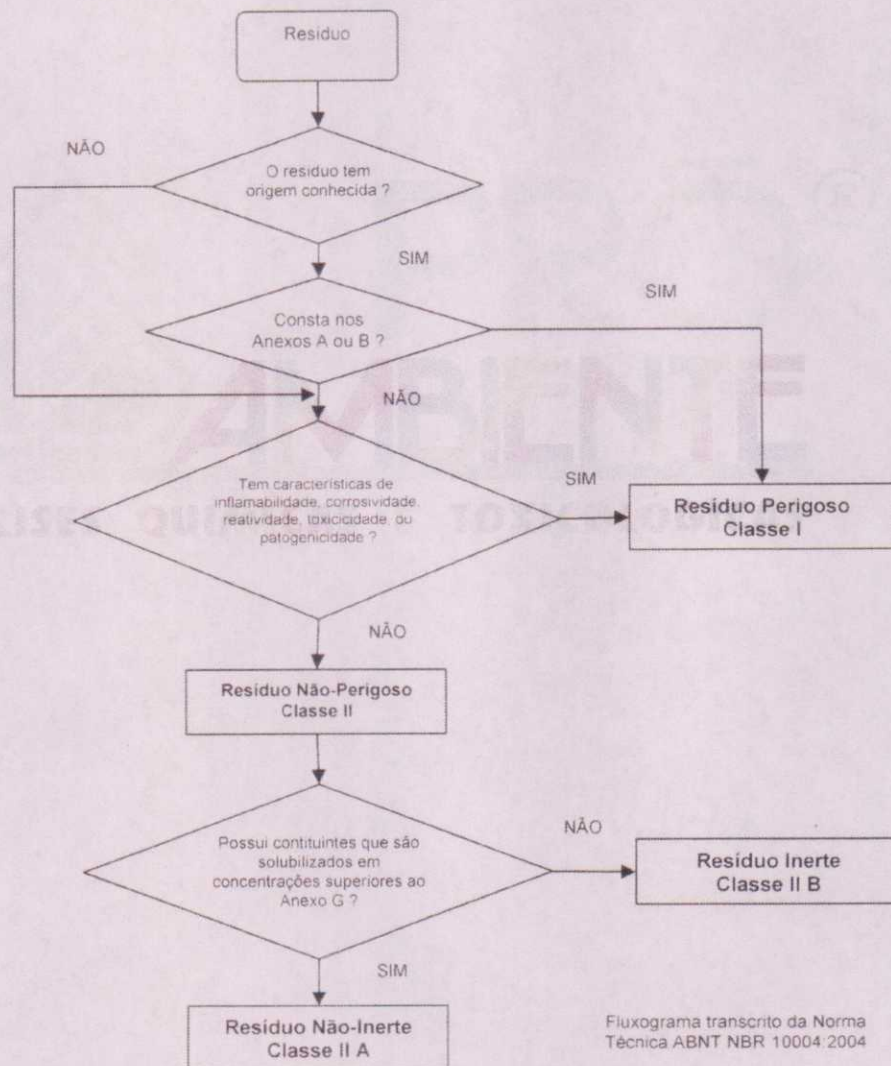 Resíduo
NÃO
O resíduo tem
origem conhecida ?
SIM
SIM
Consta nos
Anexos A ou B ?
NÃO
Tem características de
inflamabilidade, corrosividade,
reatividade, toxicicidade, ou
patogenicidade ?
SIM
Resíduo Perigoso
Classe I
NÃO
Resíduo Não-Perigoso
Classe II
Possui contituintes que são
solubilizados em
concentrações superiores ao
Anexo G ?
NÃO
Resíduo Inerte
Classe II B
SIM
Resíduo Não-Inerte
Classe II A
Fluxograma transcrito da Norma
Técnica ABNT NBR 10004:2004
AMBIENTE